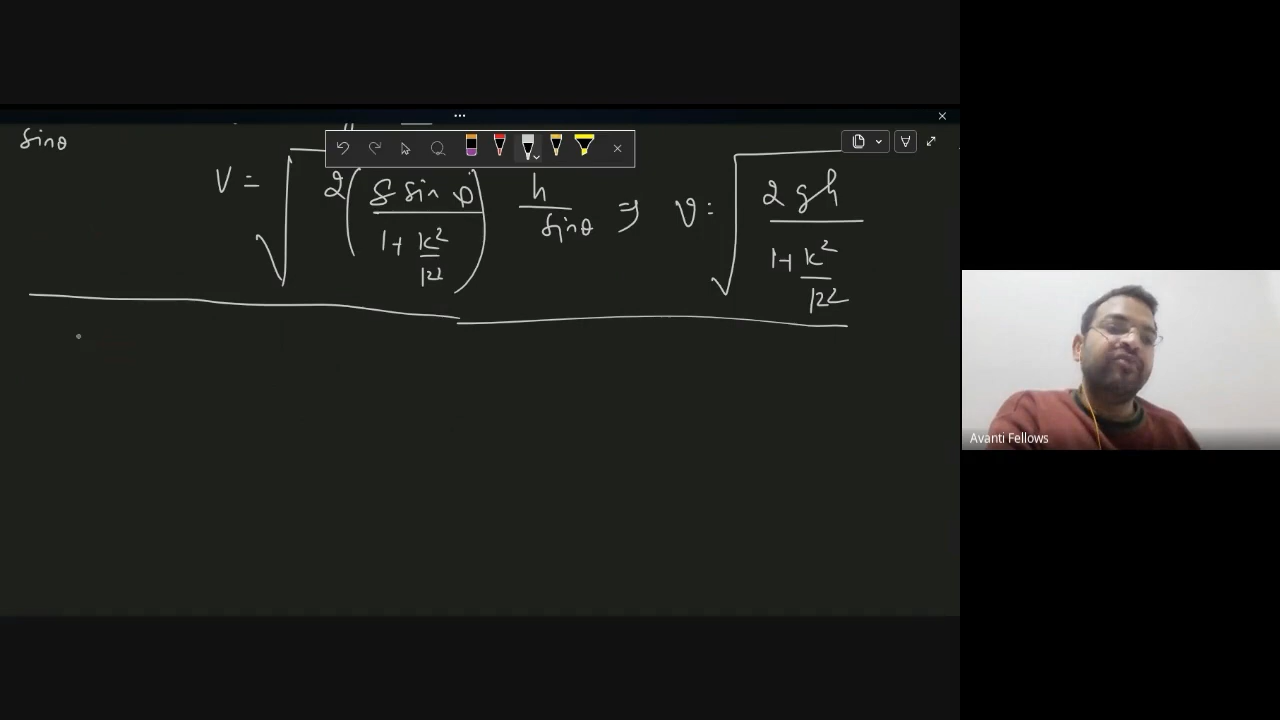 sinθ
V = √(2(g sin θ / (1 + k²/R²)) h/sinθ) ⇒ v = √(2gh / (1 + k²/R²))
Avanti Fellows